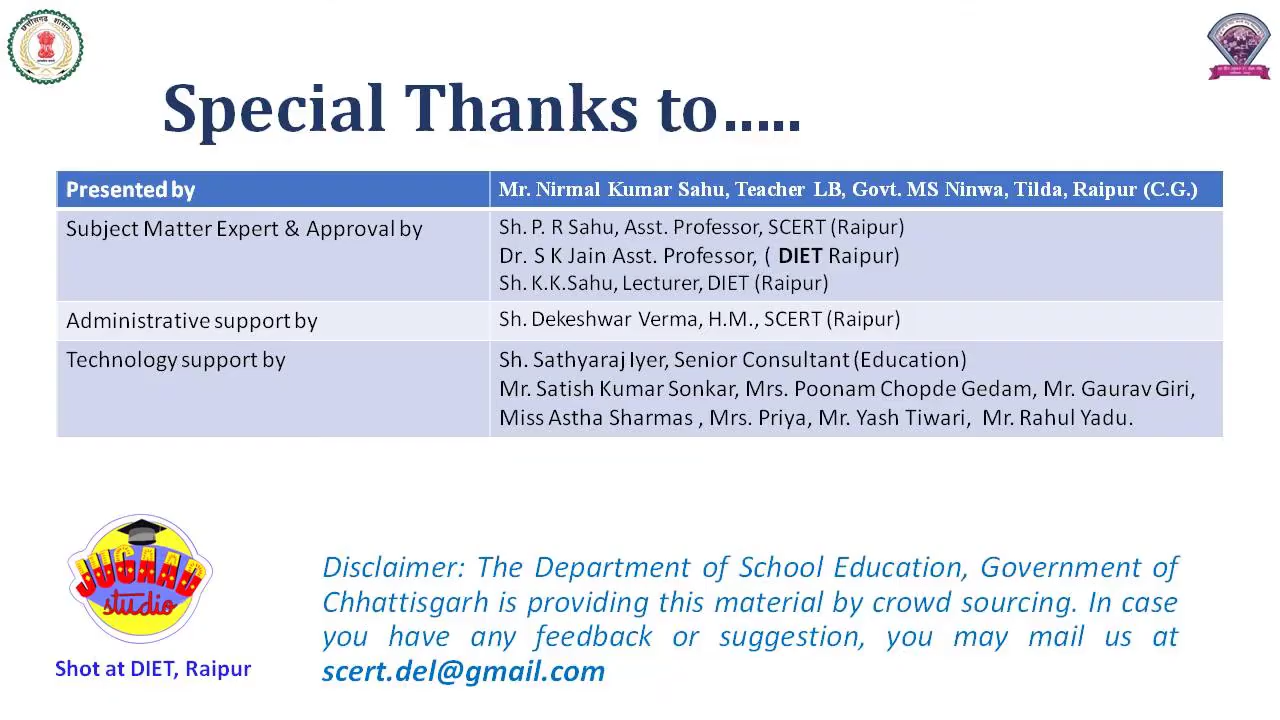 छत्तीसगढ़ शासन
Special Thanks to.....
Presented by
Mr. Nirmal Kumar Sahu, Teacher LB, Govt. MS Ninwa, Tilda, Raipur (C.G.)
Subject Matter Expert & Approval by
Sh. P. R Sahu, Asst. Professor, SCERT (Raipur)
Dr. S K Jain Asst. Professor, ( DIET Raipur)
Sh. K.K.Sahu, Lecturer, DIET (Raipur)
Administrative support by
Sh. Dekeshwar Verma, H.M., SCERT (Raipur)
Technology support by
Sh. Sathyaraj Iyer, Senior Consultant (Education)
Mr. Satish Kumar Sonkar, Mrs. Poonam Chopde Gedam, Mr. Gaurav Giri,
Miss Astha Sharmas , Mrs. Priya, Mr. Yash Tiwari, Mr. Rahul Yadu.
JUGAAD
studio
Shot at DIET, Raipur
Disclaimer: The Department of School Education, Government of
Chhattisgarh is providing this material by crowd sourcing. In case
you have any feedback or suggestion, you may mail us at
scert.del@gmail.com